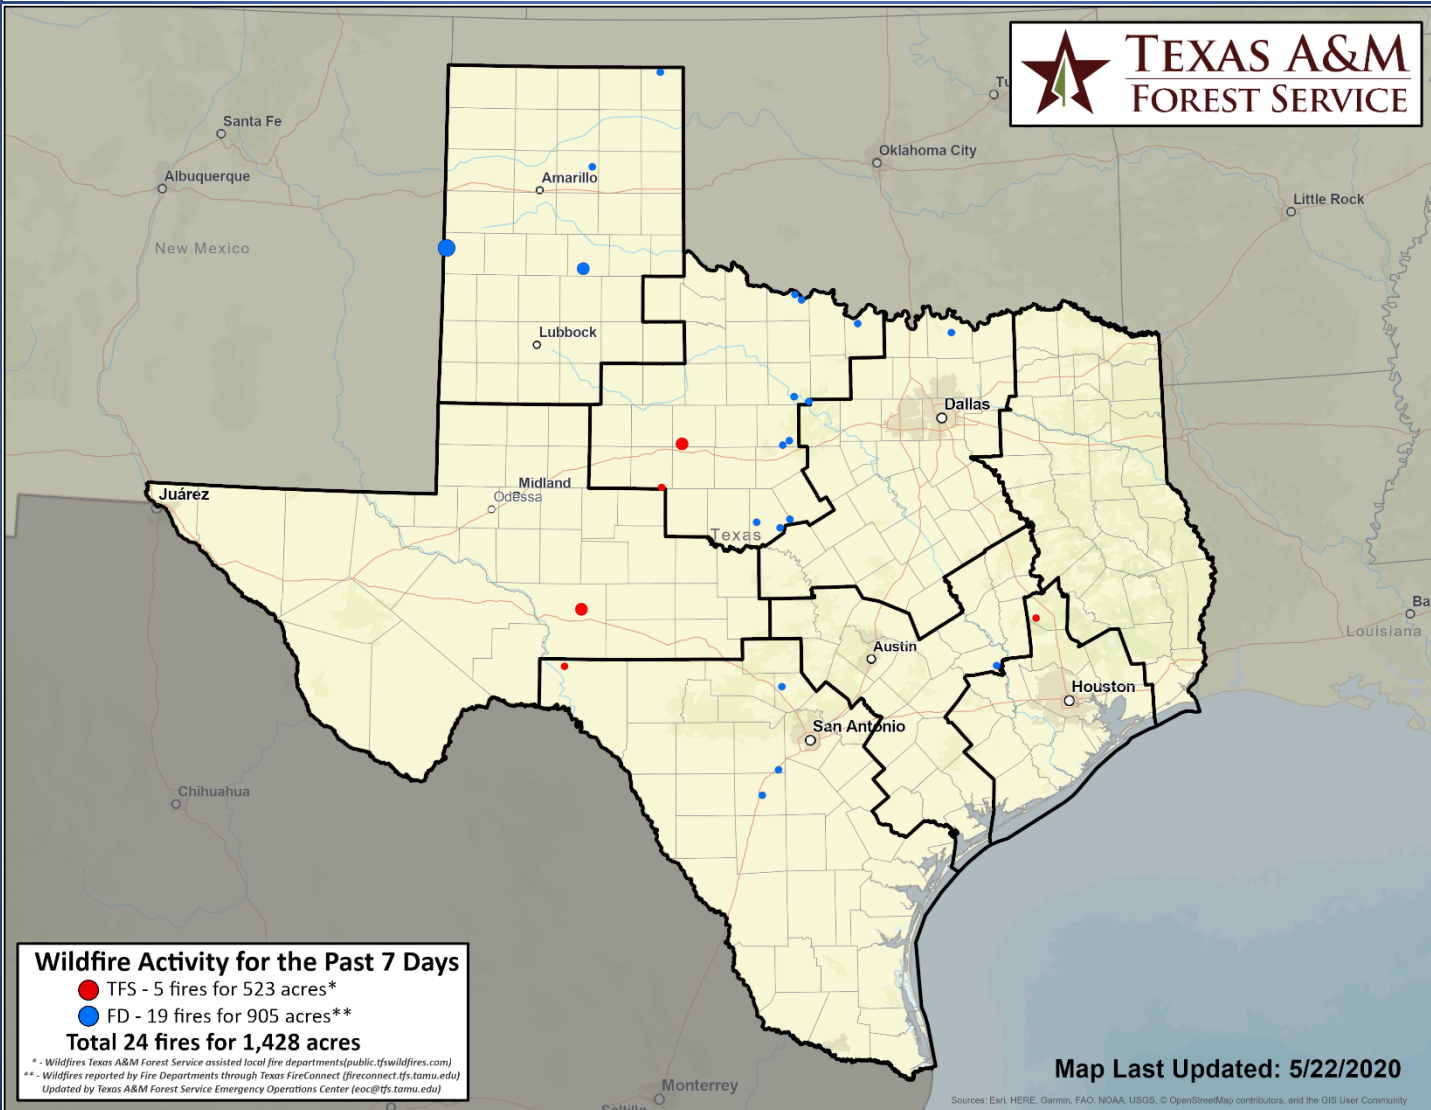 TEXAS A&M
FOREST SERVICE
Santa Fe
Albuquerque
New Mexico
Amarillo
Oklahoma City
Little Rock
Lubbock
Dallas
Midland
Odessa
Juárez
Texas
Austin
Houston
San Antonio
Louisiana
Ba
Tu
Chihuahua
Monterrey
Saltillo
Wildfire Activity for the Past 7 Days
TFS - 5 fires for 523 acres*
FD - 19 fires for 905 acres**
Total 24 fires for 1,428 acres
* - Wildfires Texas A&M Forest Service assisted local fire departments(public.tfswildfires.com)
** - Wildfires reported by Fire Departments through Texas FireConnect (fireconnect.tfs.tamu.edu)
Updated by Texas A&M Forest Service Emergency Operations Center (eoc@tfs.tamu.edu)
Map Last Updated: 5/22/2020
Sources: Esri, HERE, Garmin, FAO, NOAA, USGS, © OpenStreetMap contributors, and the GIS User Community